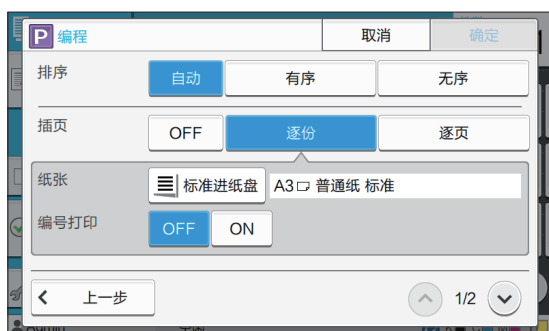 P 编程 取消 确定
排序 自动 有序 无序
插页 OFF 逐份 逐页
纸张 标准进纸盘 A3 普通纸 标准
编号打印 OFF ON
上一步 1/2
Admin